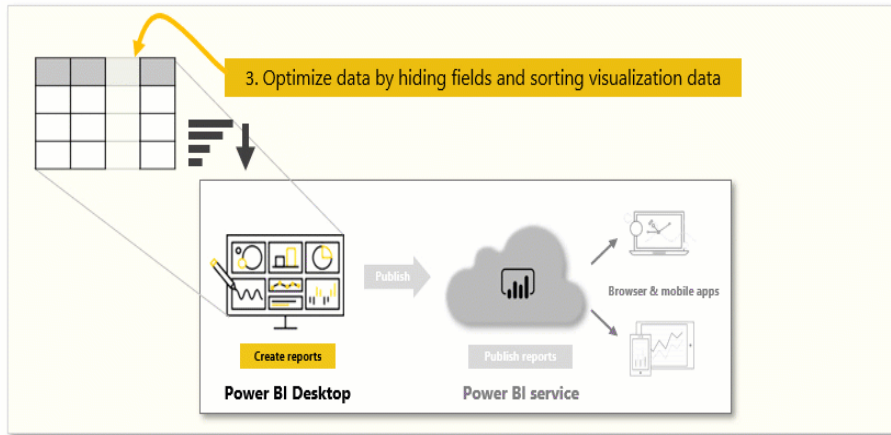 3. Optimize data by hiding fields and sorting visualization data
Publish
Browser & mobile apps
Create reports
Publish reports
Power BI Desktop
Power BI service